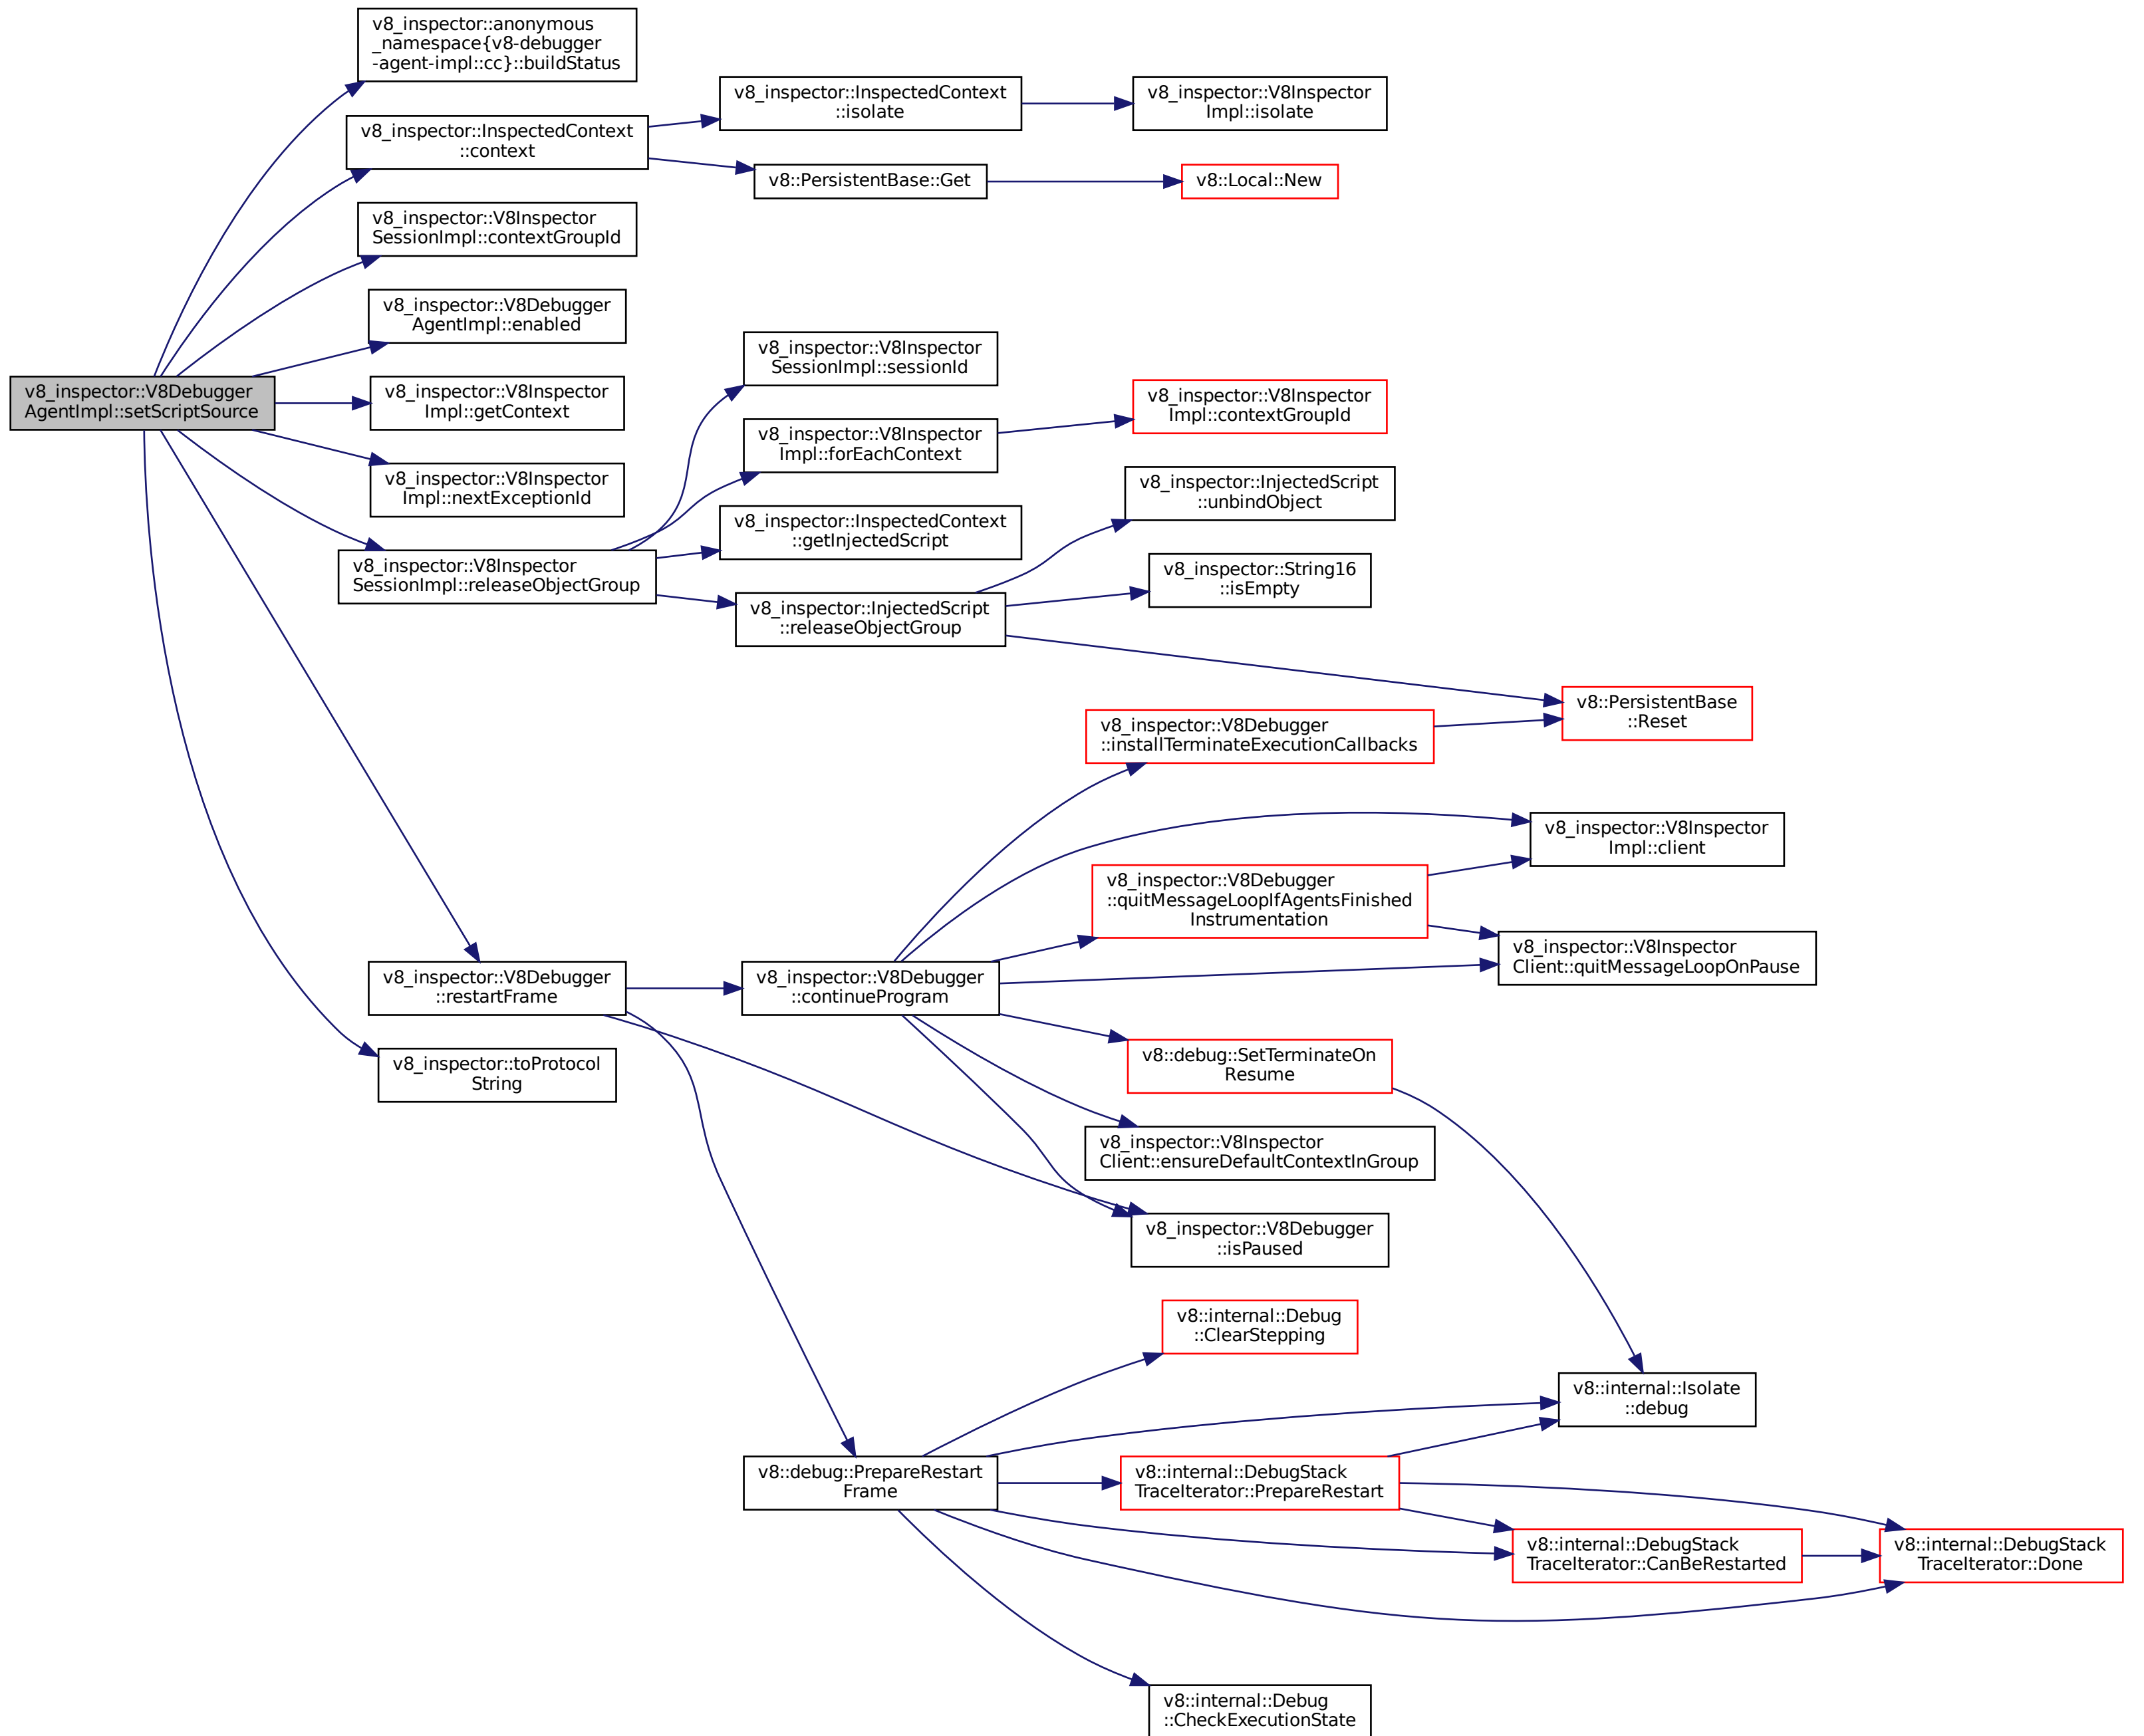 v8_inspector::anonymous
_namespace{v8-debugger
-agent-impl::cc}::buildStatus
v8_inspector::InspectedContext
::isolate
v8_inspector::V8Inspector
Impl::isolate
v8_inspector::InspectedContext
::context
v8::PersistentBase::Get
v8::Local::New
v8_inspector::V8Inspector
SessionImpl::contextGroupId
v8_inspector::V8Debugger
AgentImpl::enabled
v8_inspector::V8Inspector
SessionImpl::sessionId
v8_inspector::V8Debugger
AgentImpl::setScriptSource
v8_inspector::V8Inspector
Impl::getContext
v8_inspector::V8Inspector
Impl::contextGroupId
v8_inspector::V8Inspector
Impl::forEachContext
v8_inspector::V8Inspector
Impl::nextExceptionId
v8_inspector::InjectedScript
::unbindObject
v8_inspector::InspectedContext
::getInjectedScript
v8_inspector::V8Inspector
SessionImpl::releaseObjectGroup
v8_inspector::String16
::isEmpty
v8_inspector::InjectedScript
::releaseObjectGroup
v8::PersistentBase
::Reset
v8_inspector::V8Debugger
::installTerminateExecutionCallbacks
v8_inspector::V8Inspector
Impl::client
v8_inspector::V8Debugger
::quitMessageLoopIfAgentsFinished
Instrumentation
v8_inspector::V8Inspector
Client::quitMessageLoopOnPause
v8_inspector::V8Debugger
::restartFrame
v8_inspector::V8Debugger
::continueProgram
v8::debug::SetTerminateOn
Resume
v8_inspector::toProtocol
String
v8_inspector::V8Inspector
Client::ensureDefaultContextInGroup
v8_inspector::V8Debugger
::isPaused
v8::internal::Debug
::ClearStepping
v8::internal::Isolate
::debug
v8::debug::PrepareRestart
Frame
v8::internal::DebugStack
TraceIterator::PrepareRestart
v8::internal::DebugStack
TraceIterator::CanBeRestarted
v8::internal::DebugStack
TraceIterator::Done
v8::internal::Debug
::CheckExecutionState